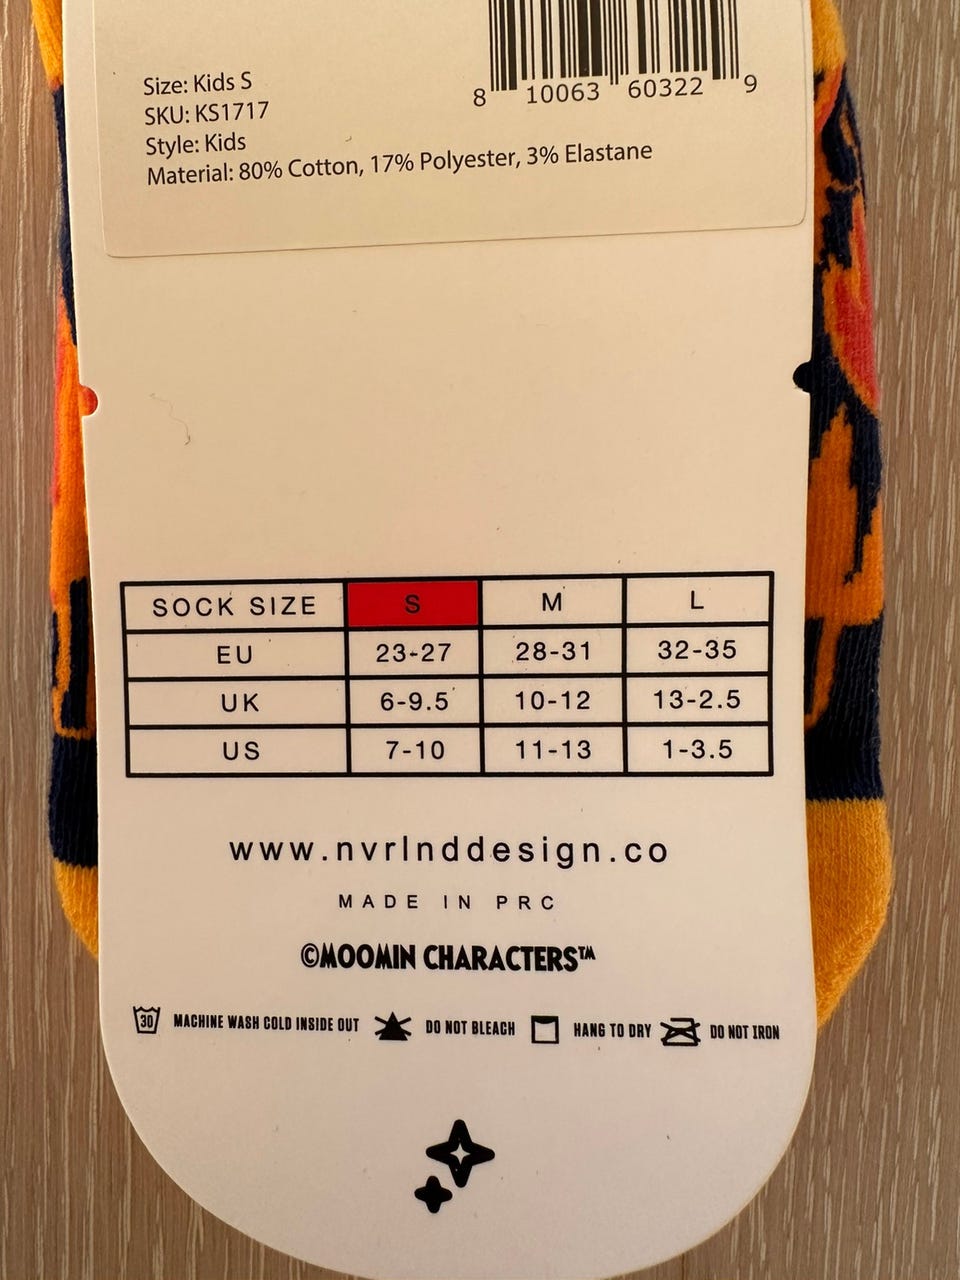 Size: Kids S
SKU: KS1717
Style: Kids
Material: 80% Cotton, 17% Polyester, 3% Elastane
8 10063 60322 9
SOCK SIZE S M L
EU 23-27 28-31 32-35
UK 6-9.5 10-12 13-2.5
US 7-10 11-13 1-3.5
www.nvrlnddesign.co
MADE IN PRC
©MOOMIN CHARACTERS™
30 MACHINE WASH COLD INSIDE OUT DO NOT BLEACH HANG TO DRY DO NOT IRON